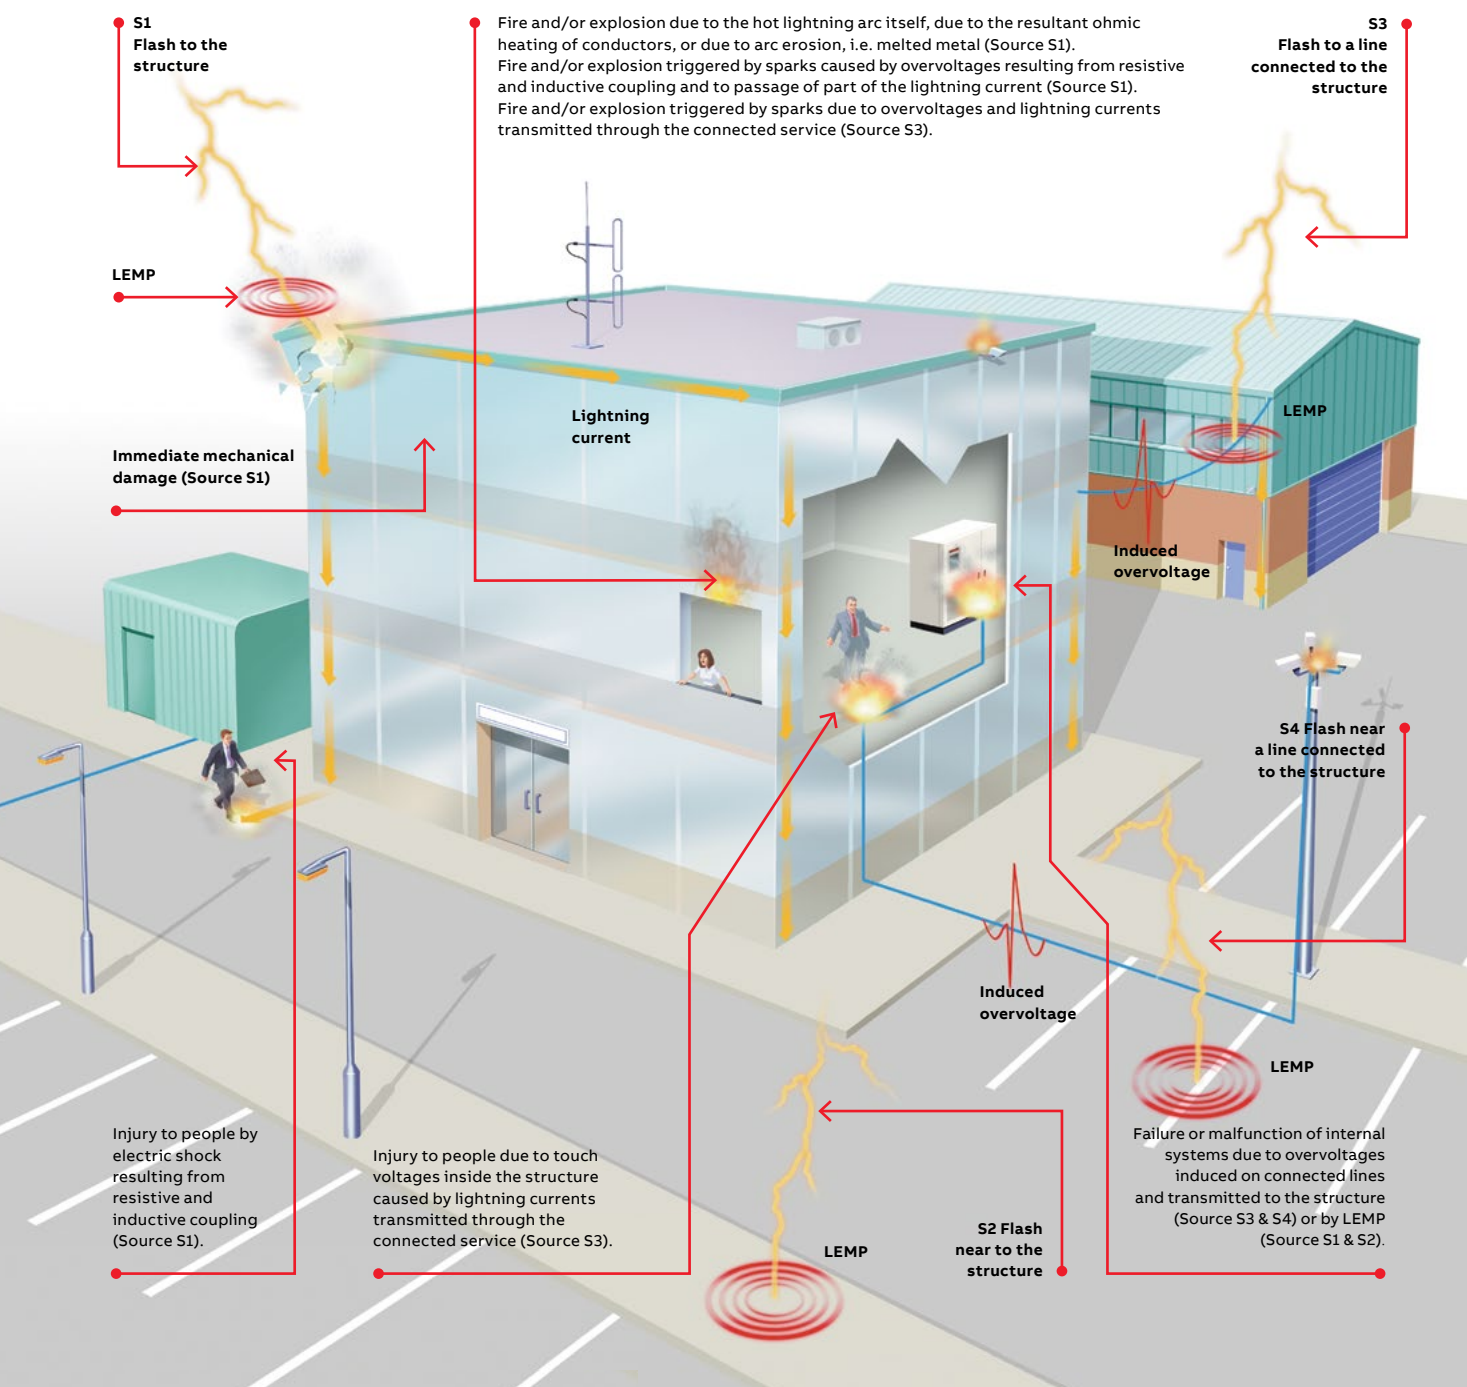 S1
Flash to the
structure
Fire and/or explosion due to the hot lightning arc itself, due to the resultant ohmic
heating of conductors, or due to arc erosion, i.e. melted metal (Source S1).
Fire and/or explosion triggered by sparks caused by overvoltages resulting from resistive
and inductive coupling and to passage of part of the lightning current (Source S1).
Fire and/or explosion triggered by sparks due to overvoltages and lightning currents
transmitted through the connected service (Source S3).
S3
Flash to a line
connected to the
structure
LEMP
Lightning
current
LEMP
Immediate mechanical
damage (Source S1)
Induced
overvoltage
S4 Flash near
a line connected
to the structure
Induced
overvoltage
LEMP
Injury to people by
electric shock
resulting from
resistive and
inductive coupling
(Source S1).
Injury to people due to touch
voltages inside the structure
caused by lightning currents
transmitted through the
connected service (Source S3).
LEMP
S2 Flash
near to the
structure
Failure or malfunction of internal
systems due to overvoltages
induced on connected lines
and transmitted to the structure
(Source S3 & S4) or by LEMP
(Source S1 & S2).